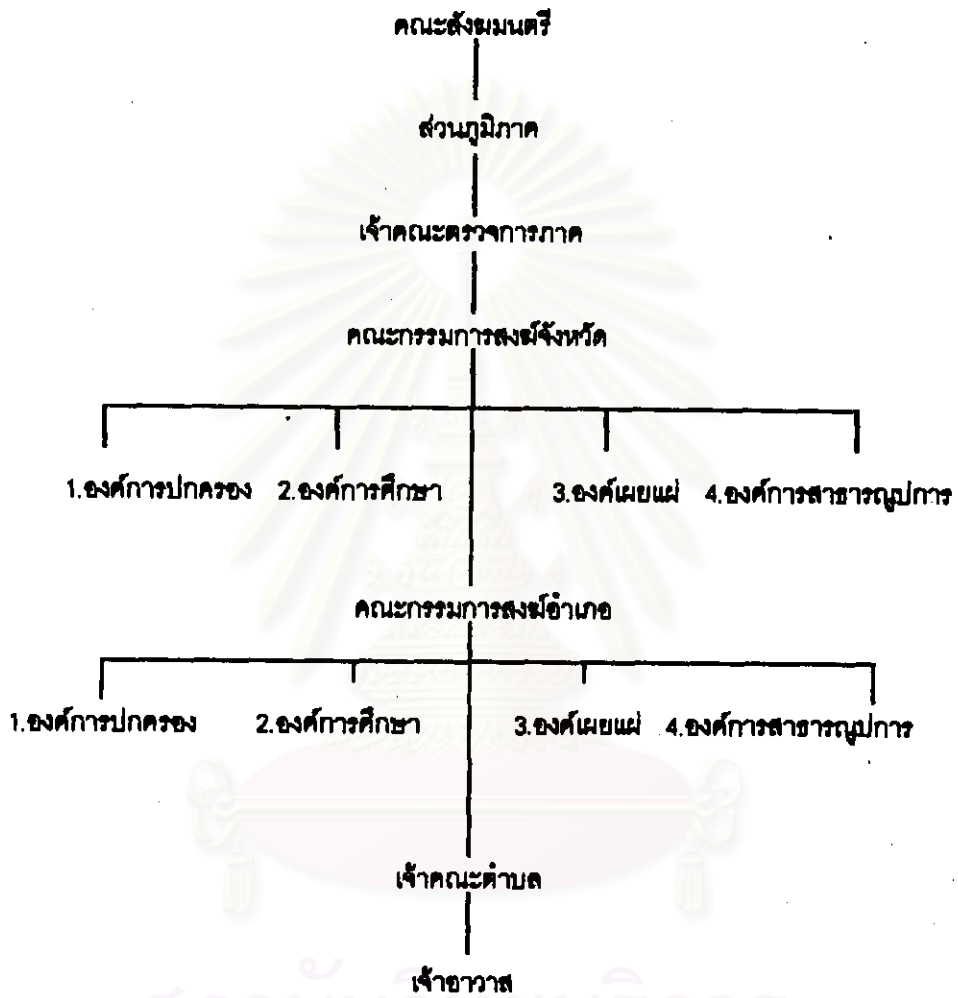 คณะสังฆมนตรี
ส่วนภูมิภาค
เจ้าคณะตรวจการภาค
คณะกรรมการสงฆ์จังหวัด
1.องค์การปกครอง 2.องค์การศึกษา 3.องค์เผยแผ่ 4.องค์การสาธารณูปการ
คณะกรรมการสงฆ์อำเภอ
1.องค์การปกครอง 2.องค์การศึกษา 3.องค์เผยแผ่ 4.องค์การสาธารณูปการ
เจ้าคณะตำบล
เจ้าอาวาส